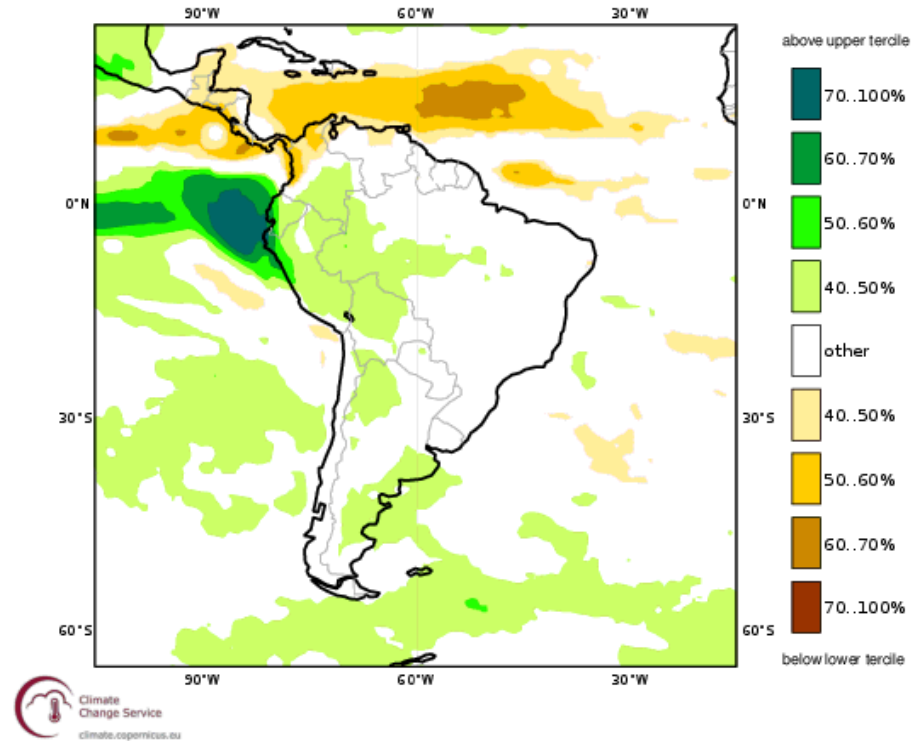 90°W 60°W 30°W
above upper tercile
70..100%
60..70%
0°N 0°N
50..60%
40..50%
other
30°S 30°S
40..50%
50..60%
60..70%
60°S 60°S
70..100%
below lower tercile
90°W 60°W 30°W
Climate
Change Service
climate.copernicus.eu